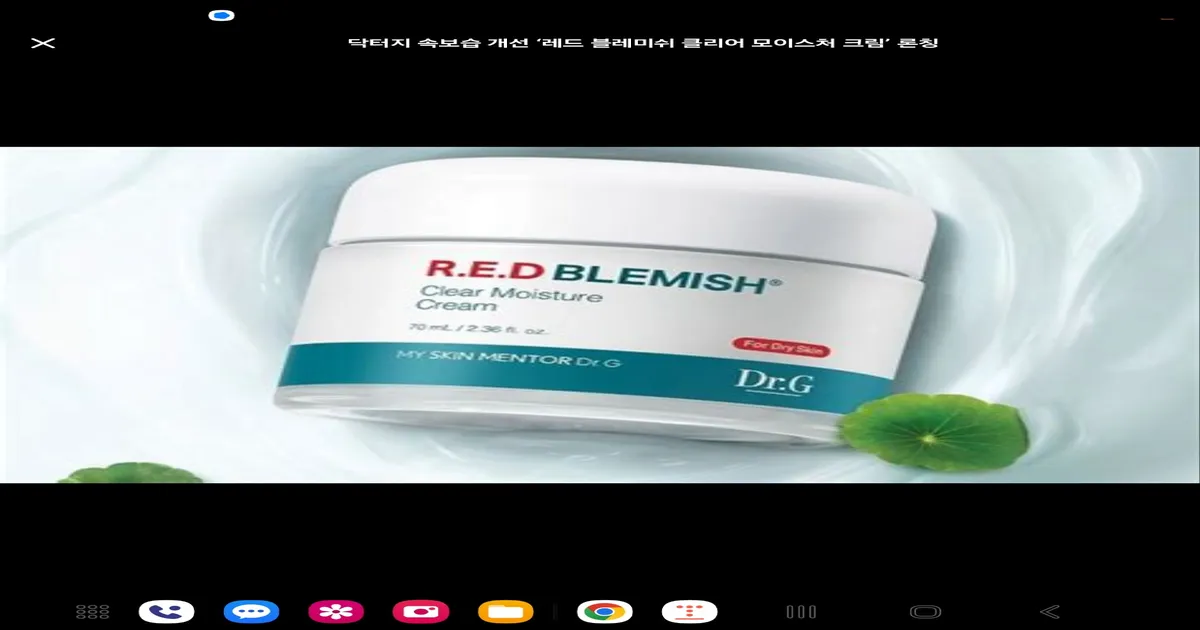 닥터지 속보습 개선 ‘레드 블레미쉬 클리어 모이스처 크림’ 론칭
R.E.D BLEMISH®
Clear Moisture
Cream
70 mL / 2.36 fl. oz.
For Dry Skin
MY SKIN MENTOR Dr.G
Dr.G